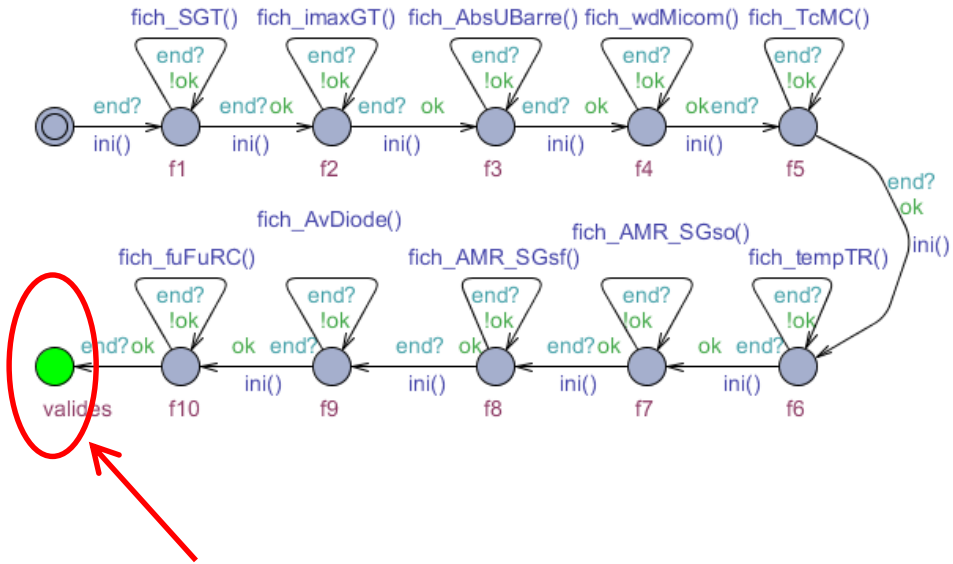 fich_SGT() fich_imaxGT() fich_AbsUBarre() fich_wdMicom() fich_TcMC()
end? end? end? end? end?
!ok !ok !ok !ok !ok
end? end? ok end? ok end? ok ok end?
ini() ini() ini() ini() ini()
f1 f2 f3 f4 f5
end?
ok
ini()
fich_AvDiode() fich_AMR_SGso()
fich_fuFuRC() fich_AMR_SGsf() fich_tempTR()
end? end? end? end? end?
!ok !ok !ok !ok !ok
end? ok ok end? end? ok end? ok ok end?
ini() ini() ini() ini()
valides f10 f9 f8 f7 f6